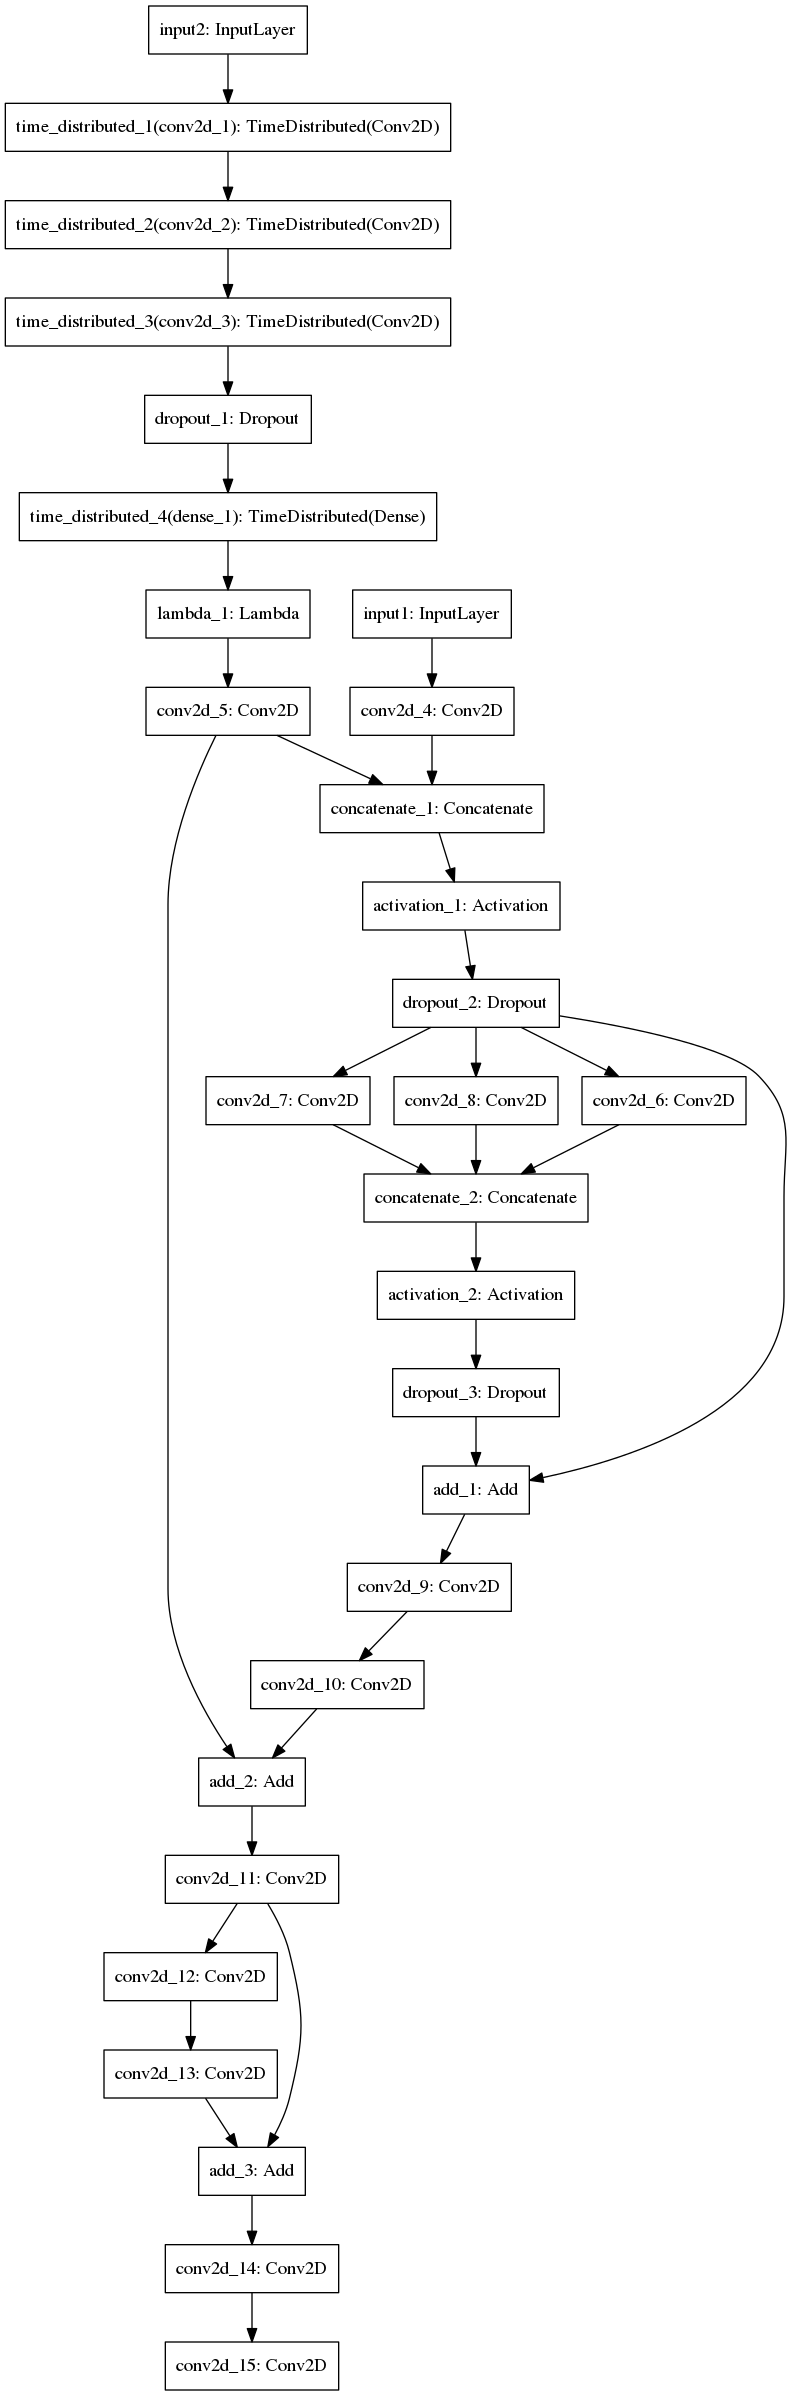 input2: InputLayer
time_distributed_1(conv2d_1): TimeDistributed(Conv2D)
time_distributed_2(conv2d_2): TimeDistributed(Conv2D)
time_distributed_3(conv2d_3): TimeDistributed(Conv2D)
dropout_1: Dropout
time_distributed_4(dense_1): TimeDistributed(Dense)
lambda_1: Lambda
input1: InputLayer
conv2d_5: Conv2D
conv2d_4: Conv2D
concatenate_1: Concatenate
activation_1: Activation
dropout_2: Dropout
conv2d_7: Conv2D
conv2d_8: Conv2D
conv2d_6: Conv2D
concatenate_2: Concatenate
activation_2: Activation
dropout_3: Dropout
add_1: Add
conv2d_9: Conv2D
conv2d_10: Conv2D
add_2: Add
conv2d_11: Conv2D
conv2d_12: Conv2D
conv2d_13: Conv2D
add_3: Add
conv2d_14: Conv2D
conv2d_15: Conv2D